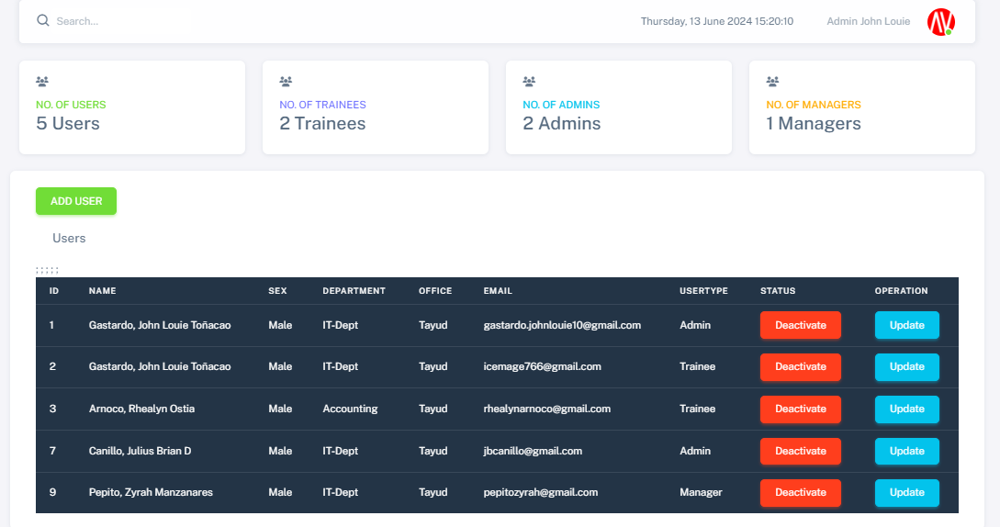 Search... Thursday, 13 June 2024 15:20:10 Admin John Louie
NO. OF USERS NO. OF TRAINEES NO. OF ADMINS NO. OF MANAGERS
5 Users 2 Trainees 2 Admins 1 Managers
ADD USER
Users
; ; ; ; ;
ID NAME SEX DEPARTMENT OFFICE EMAIL USERTYPE STATUS OPERATION
1 Gastardo, John Louie Toñacao Male IT-Dept Tayud gastardo.johnlouie10@gmail.com Admin Deactivate Update
2 Gastardo, John Louie Toñacao Male IT-Dept Tayud icemage766@gmail.com Trainee Deactivate Update
3 Arnoco, Rhealyn Ostia Male Accounting Tayud rhealynarnoco@gmail.com Trainee Deactivate Update
7 Canillo, Julius Brian D Male IT-Dept Tayud jbcanillo@gmail.com Admin Deactivate Update
9 Pepito, Zyrah Manzanares Male IT-Dept Tayud pepitozyrah@gmail.com Manager Deactivate Update